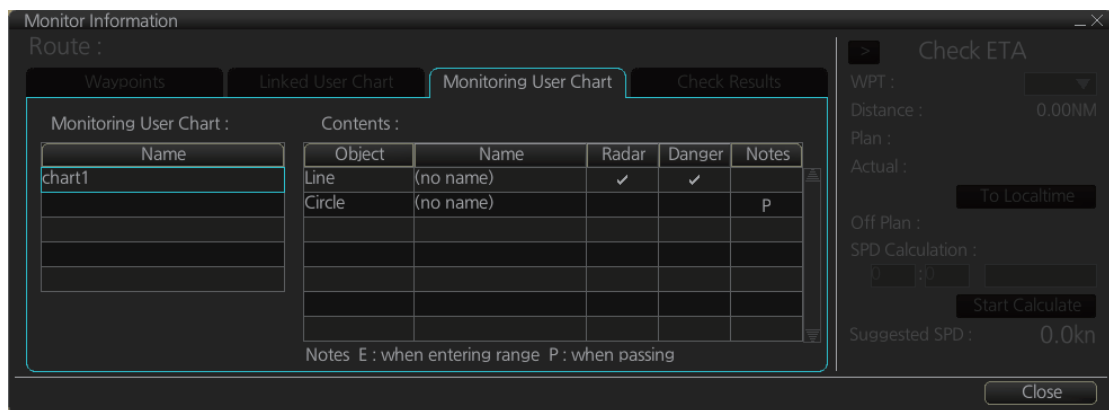 Monitor Information
Route :
Waypoints Linked User Chart Monitoring User Chart Check Results
Monitoring User Chart :
Name
chart1
Contents :
Object Name Radar Danger Notes
Line (no name) ✓ ✓
Circle (no name) P
Notes E : when entering range P : when passing
> Check ETA
WPT :
Distance : 0.00NM
Plan :
Actual :
To Localtime
Off Plan :
SPD Calculation :
0 : 0
Start Calculate
Suggested SPD : 0.0kn
Close